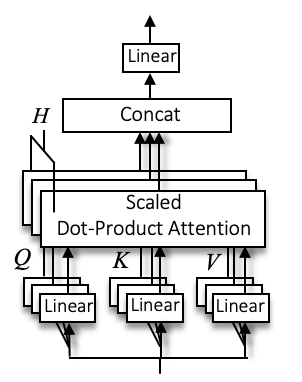 Linear
Concat
H
Scaled
Dot-Product Attention
Q K V
Linear Linear Linear